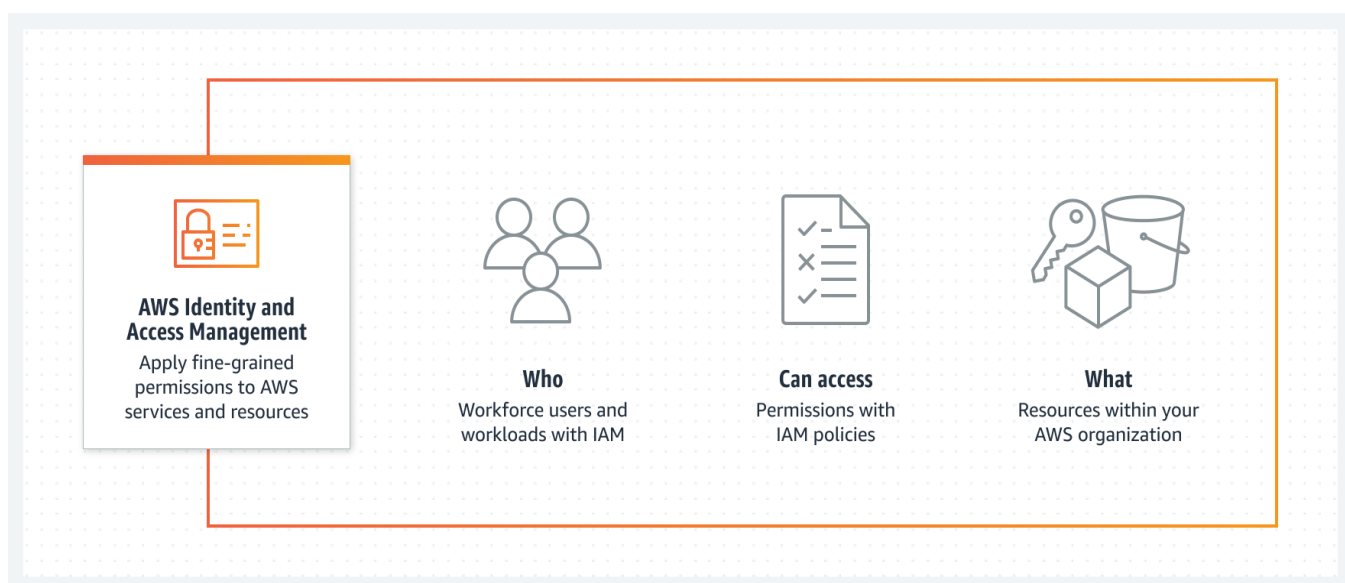 AWS Identity and
Access Management
Apply fine-grained
permissions to AWS
services and resources
Who
Workforce users and
workloads with IAM
Can access
Permissions with
IAM policies
What
Resources within your
AWS organization